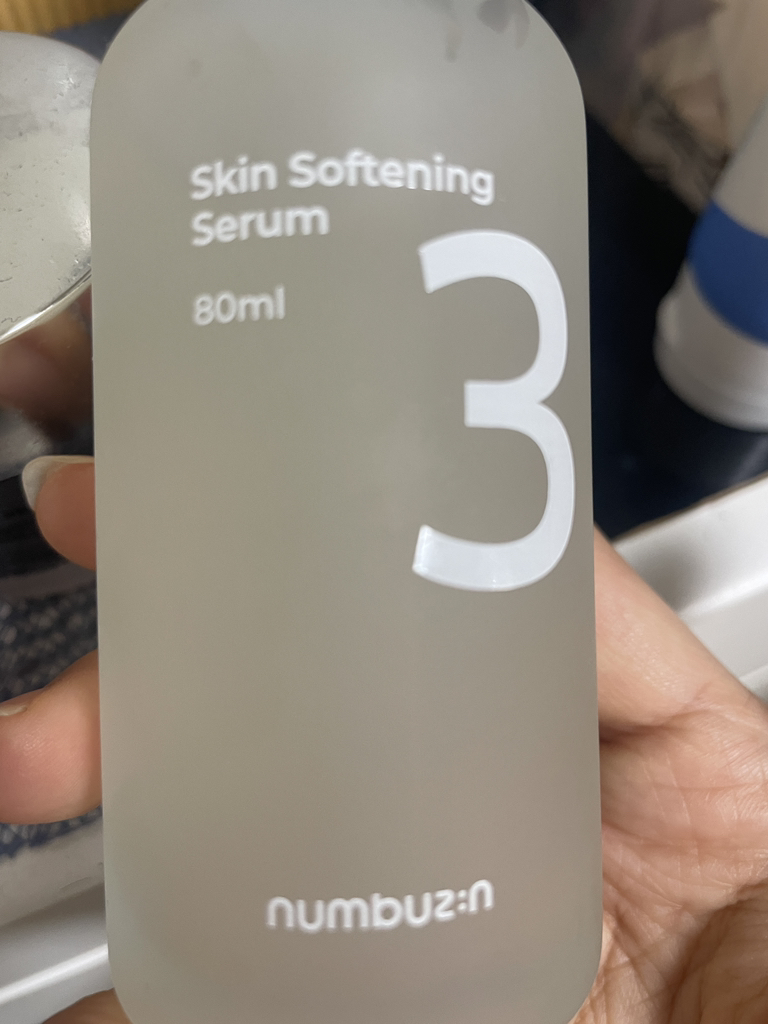 Skin Softening
Serum
80ml
3
numbuz:n